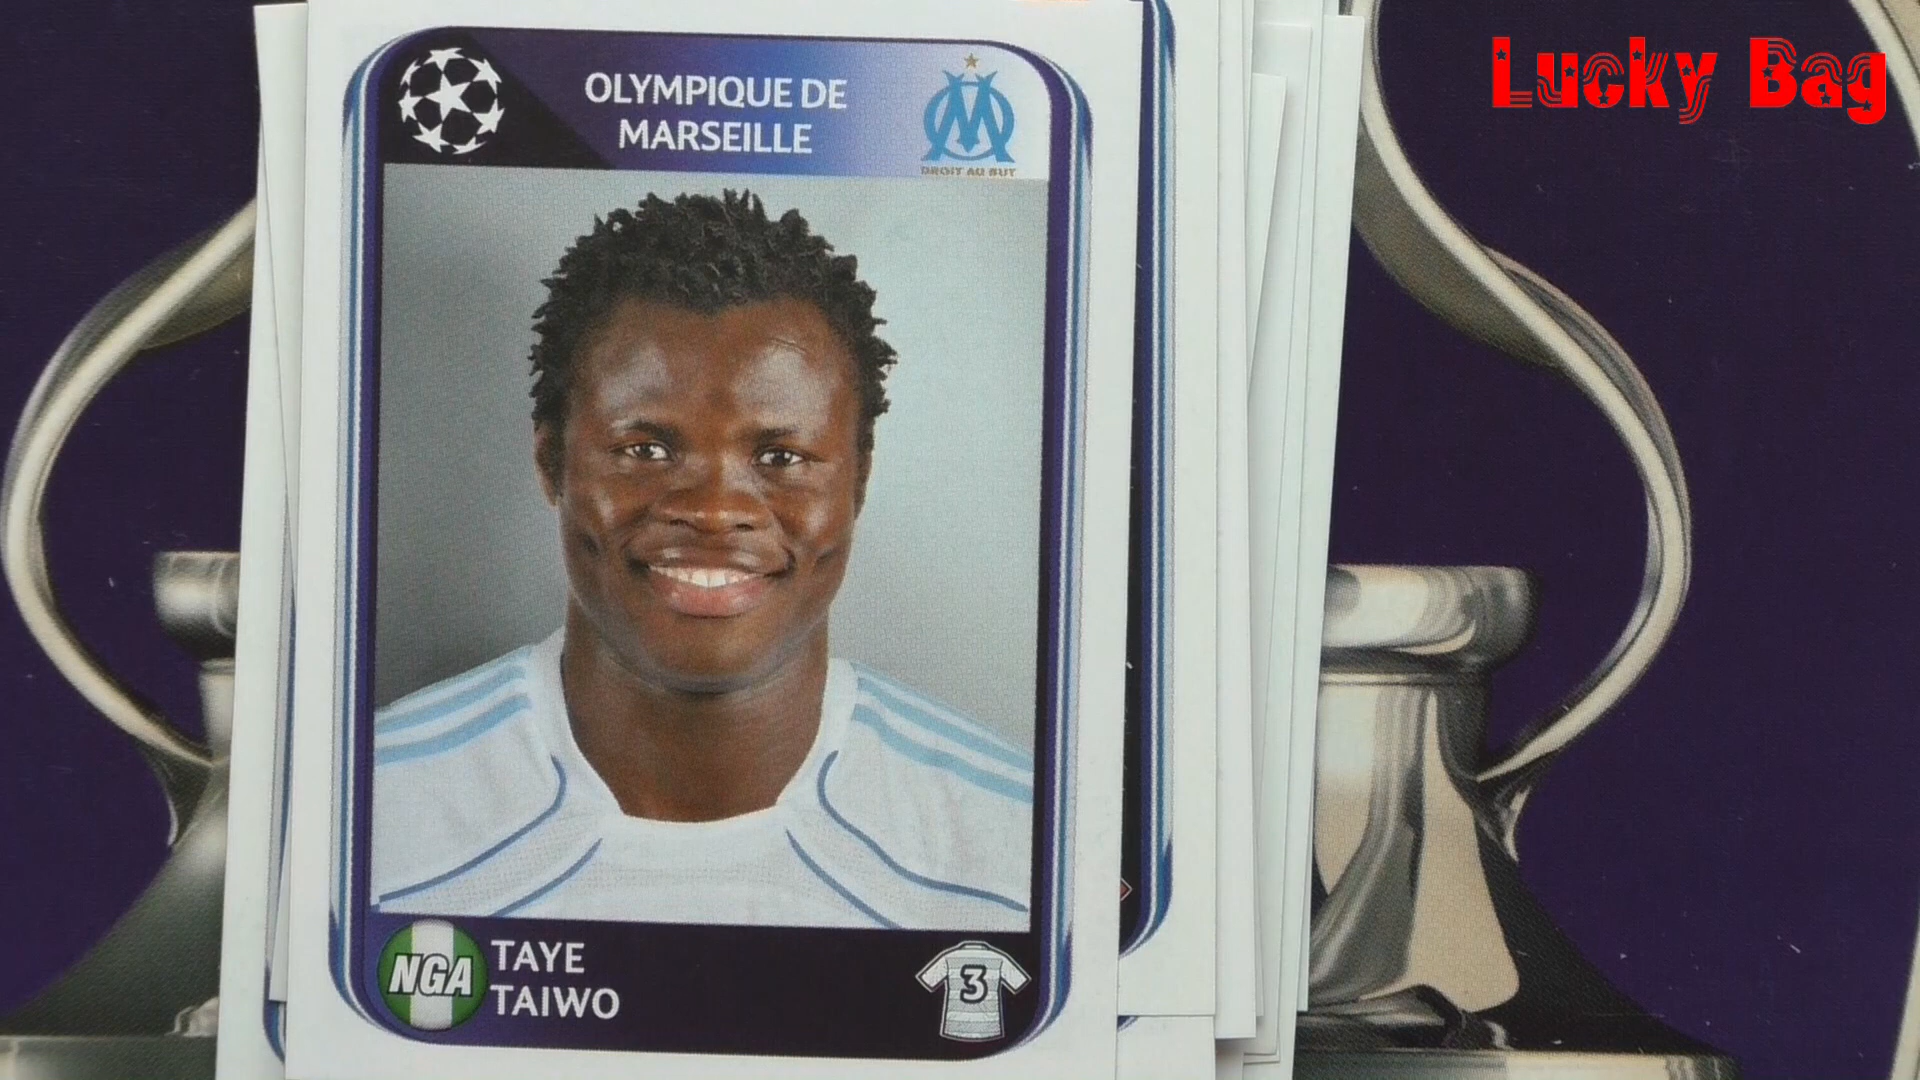 Lucky Bag
OLYMPIQUE DE
MARSEILLE
DROIT AU BUT
NGA
TAYE
TAIWO
3